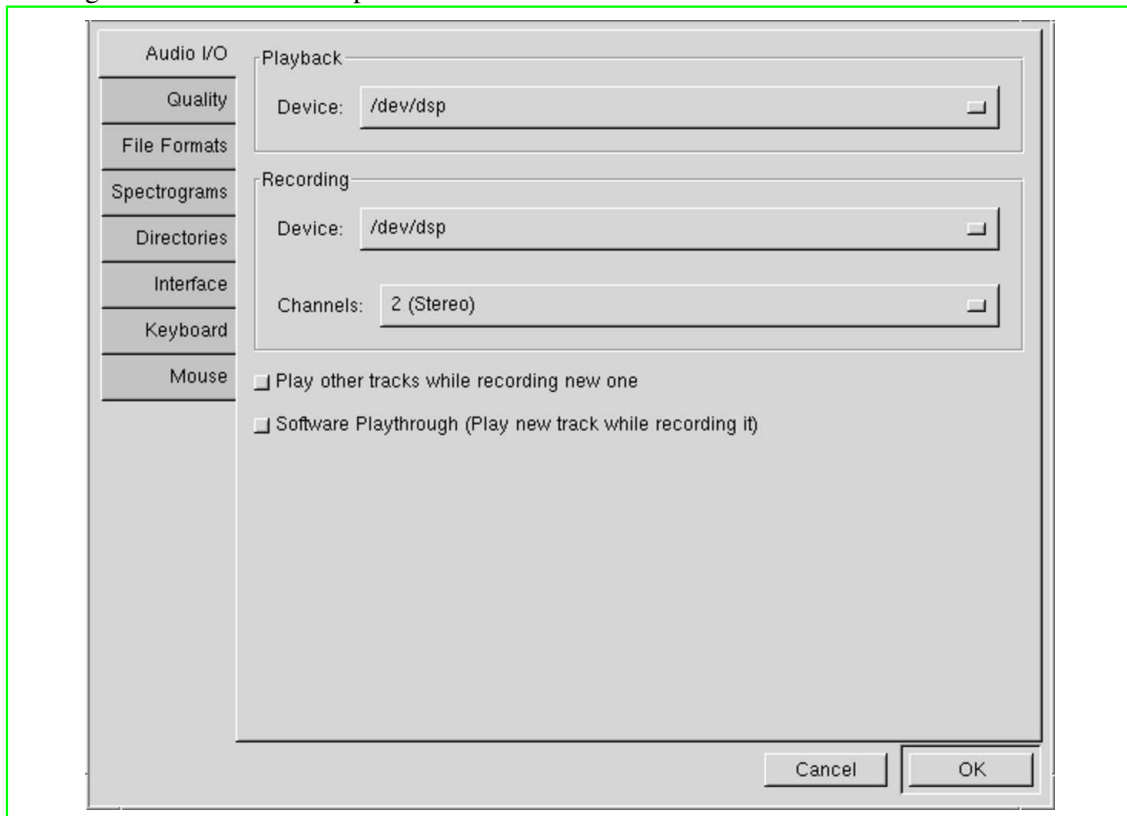 Audio I/O
Quality
File Formats
Spectrograms
Directories
Interface
Keyboard
Mouse
Playback
Device: /dev/dsp
Recording
Device: /dev/dsp
Channels: 2 (Stereo)
Play other tracks while recording new one
Software Playthrough (Play new track while recording it)
Cancel OK